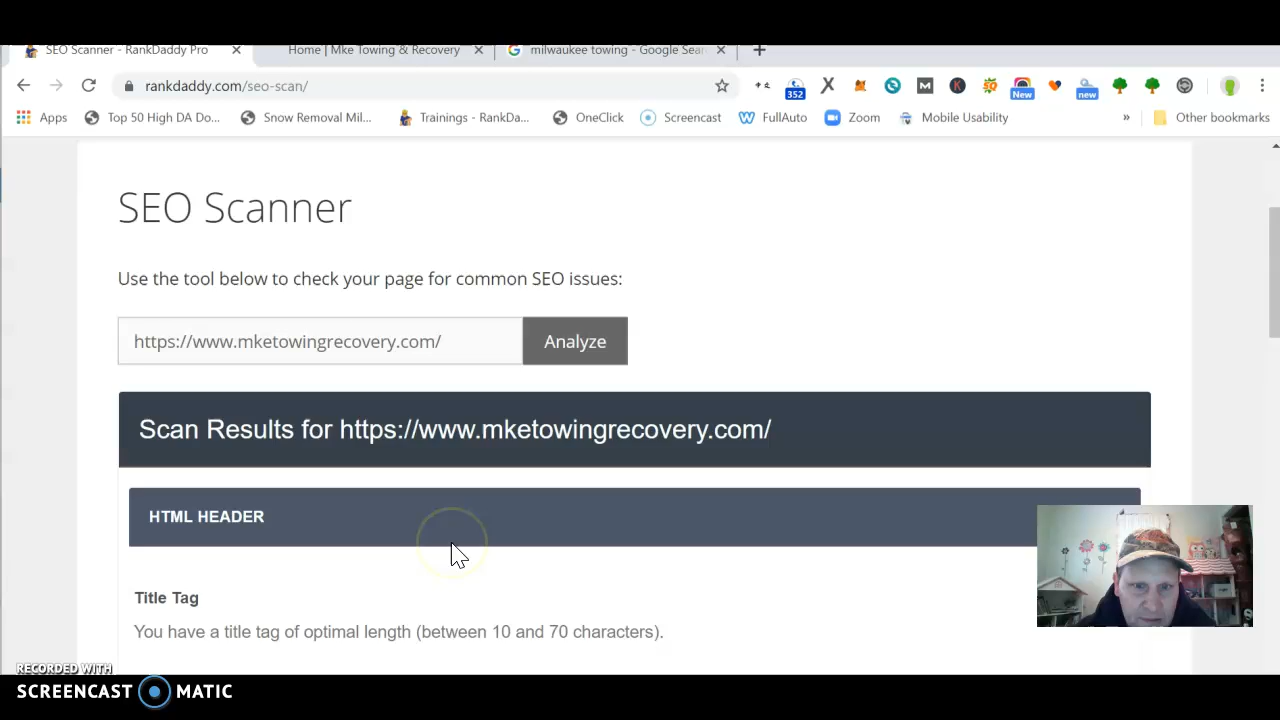 SEO Scanner - RankDaddy Pro
Home | Mke Towing & Recovery
milwaukee towing - Google Sear
rankdaddy.com/seo-scan/
352
New
new
Apps
Top 50 High DA Do...
Snow Removal Mil...
Trainings - RankDa...
OneClick
Screencast
FullAuto
Zoom
Mobile Usability
»
Other bookmarks
SEO Scanner
Use the tool below to check your page for common SEO issues:
https://www.mketowingrecovery.com/
Analyze
Scan Results for https://www.mketowingrecovery.com/
HTML HEADER
Title Tag
You have a title tag of optimal length (between 10 and 70 characters).
RECORDED WITH
SCREENCAST MATIC